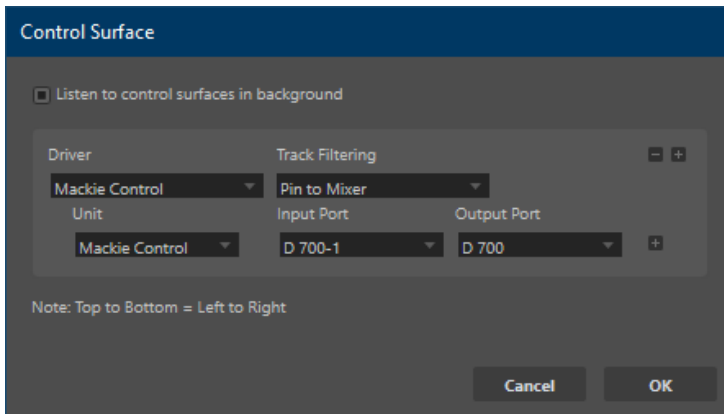 Control Surface
Listen to control surfaces in background
Driver Track Filtering
Mackie Control Pin to Mixer
Unit Input Port Output Port
Mackie Control D 700-1 D 700
Note: Top to Bottom = Left to Right
Cancel OK